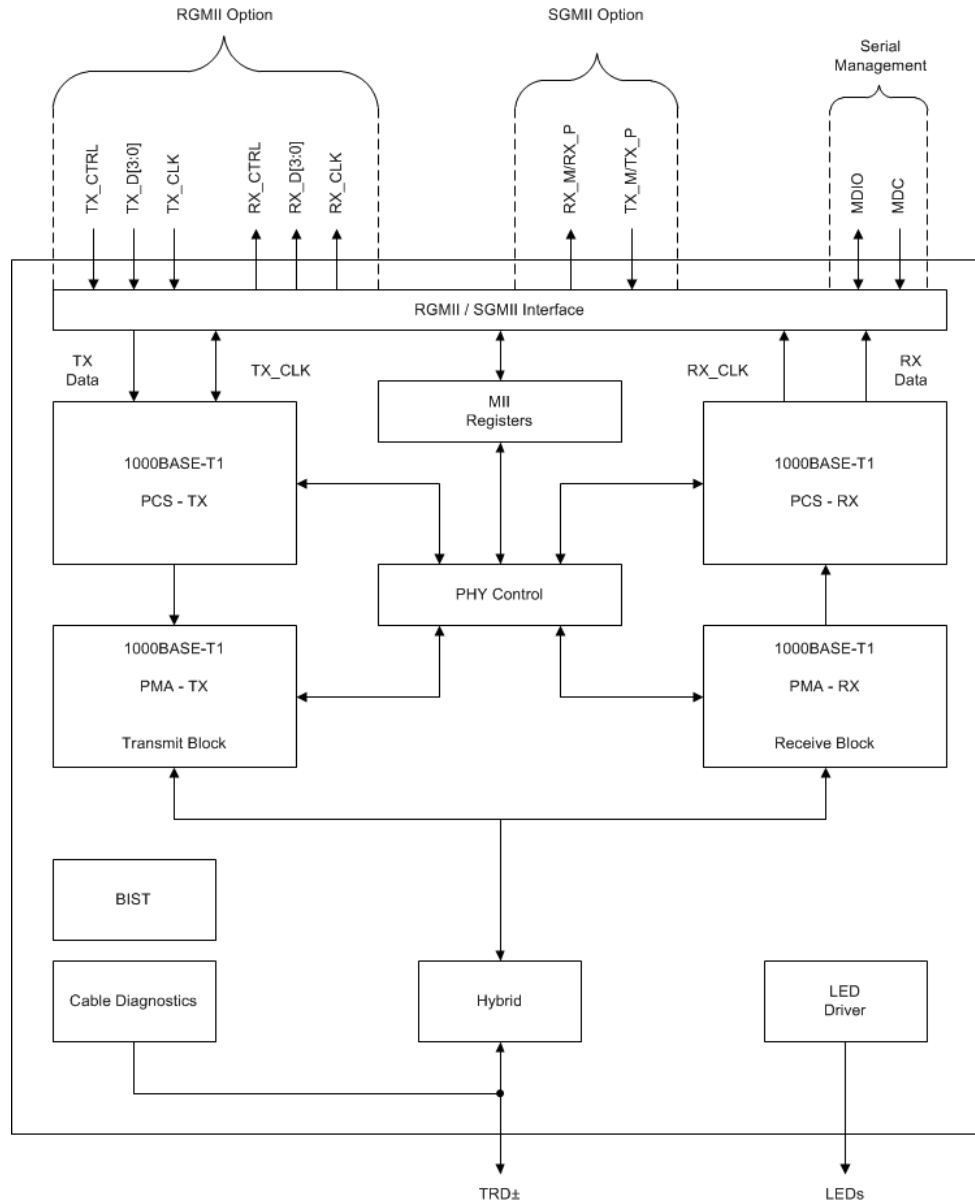 RGMII Option
SGMII Option
Serial
Management
TX_CTRL
TX_D[3:0]
TX_CLK
RX_CTRL
RX_D[3:0]
RX_CLK
RX_M/RX_P
TX_M/TX_P
MDIO
MDC
RGMII / SGMII Interface
TX
Data
TX_CLK
RX_CLK
RX
Data
MII
Registers
1000BASE-T1
PCS - TX
1000BASE-T1
PCS - RX
PHY Control
1000BASE-T1
PMA - TX
Transmit Block
1000BASE-T1
PMA - RX
Receive Block
BIST
Cable Diagnostics
Hybrid
LED
Driver
TRD±
LEDs